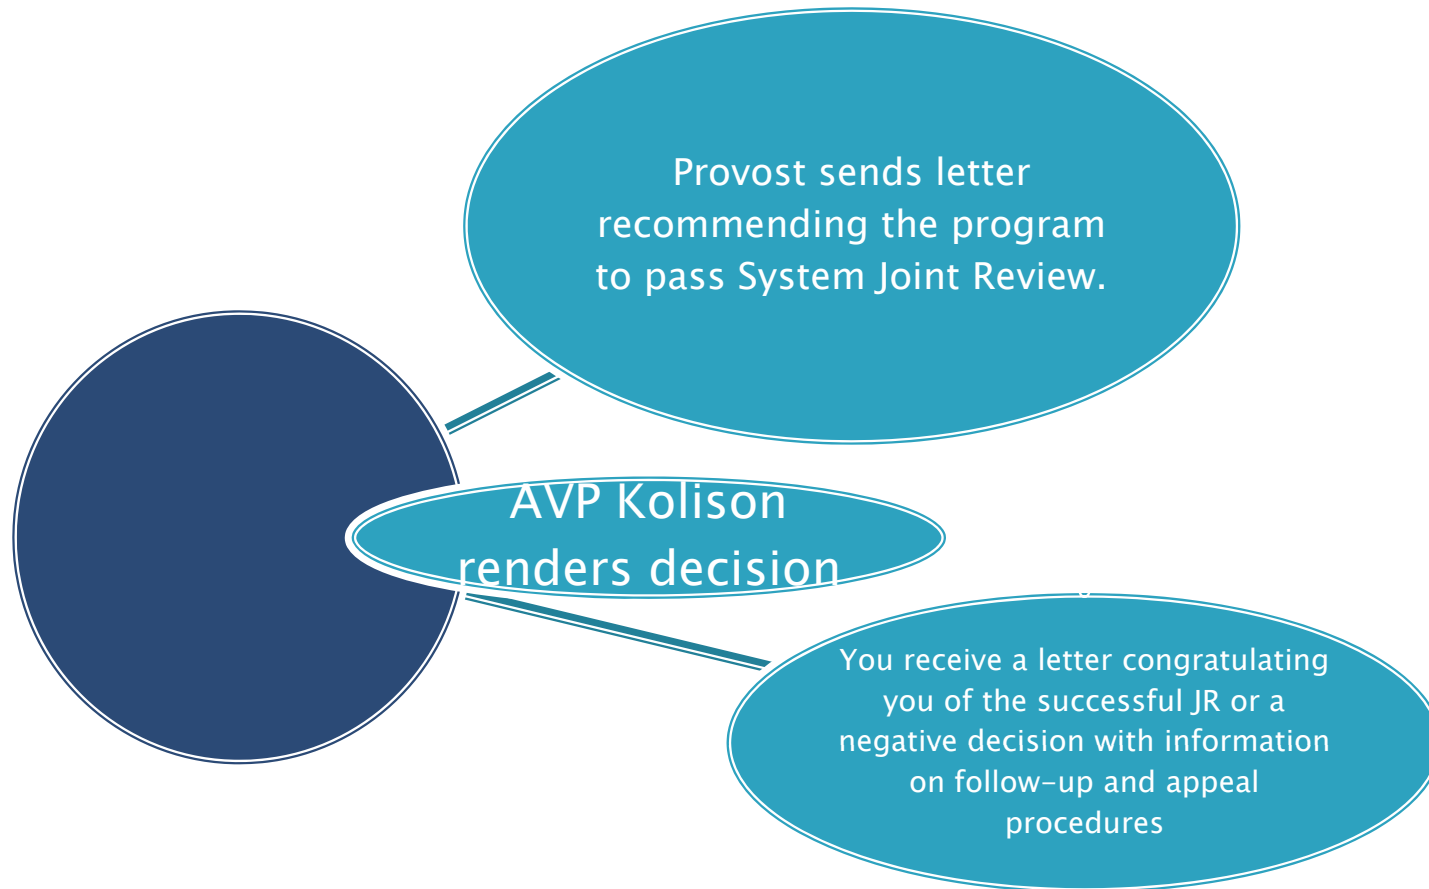 Provost sends letter
recommending the program
to pass System Joint Review.
AVP Kolison
renders decision
You receive a letter congratulating
you of the successful JR or a
negative decision with information
on follow-up and appeal
procedures